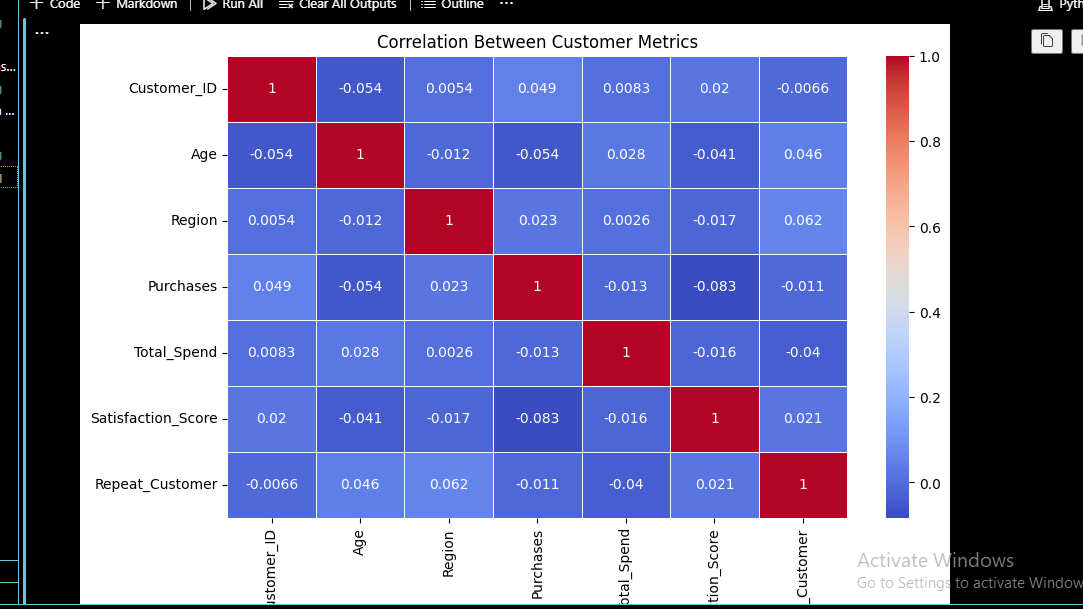 + Code + Markdown Run All Clear All Outputs Outline ...
Correlation Between Customer Metrics
Customer_ID 1 -0.054 0.0054 0.049 0.0083 0.02 -0.0066
Age -0.054 1 -0.012 -0.054 0.028 -0.041 0.046
Region 0.0054 -0.012 1 0.023 0.0026 -0.017 0.062
Purchases 0.049 -0.054 0.023 1 -0.013 -0.083 -0.011
Total_Spend 0.0083 0.028 0.0026 -0.013 1 -0.016 -0.04
Satisfaction_Score 0.02 -0.041 -0.017 -0.083 -0.016 1 0.021
Repeat_Customer -0.0066 0.046 0.062 -0.011 -0.04 0.021 1
1.0
0.8
0.6
0.4
0.2
0.0
stomer_ID
Age
Region
Purchases
otal_Spend
tion_Score
_Customer
Activate Windows
Go to Settings to activate Window